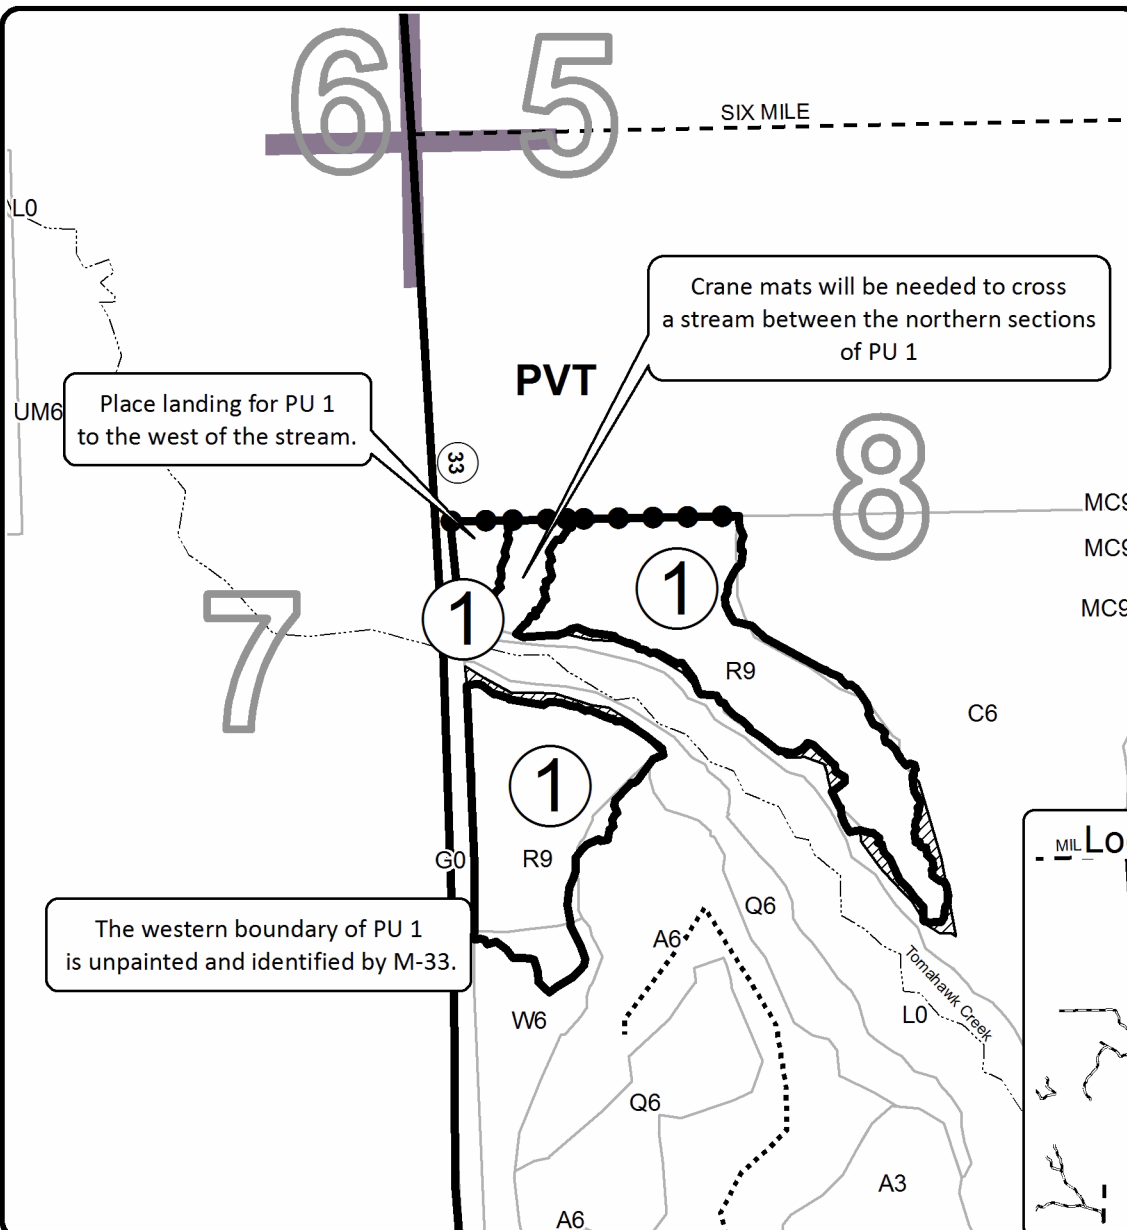 6
5
SIX MILE
L0
Crane mats will be needed to cross
a stream between the northern sections
of PU 1
PVT
Place landing for PU 1
to the west of the stream.
UM6
33
8
MC9
MC9
MC9
1
1
7
R9
C6
1
R9
G0
MIL
Lo
Q6
The western boundary of PU 1
is unpainted and identified by M-33.
A6
Tomahawk Creek
L0
W6
Q6
A3
A6